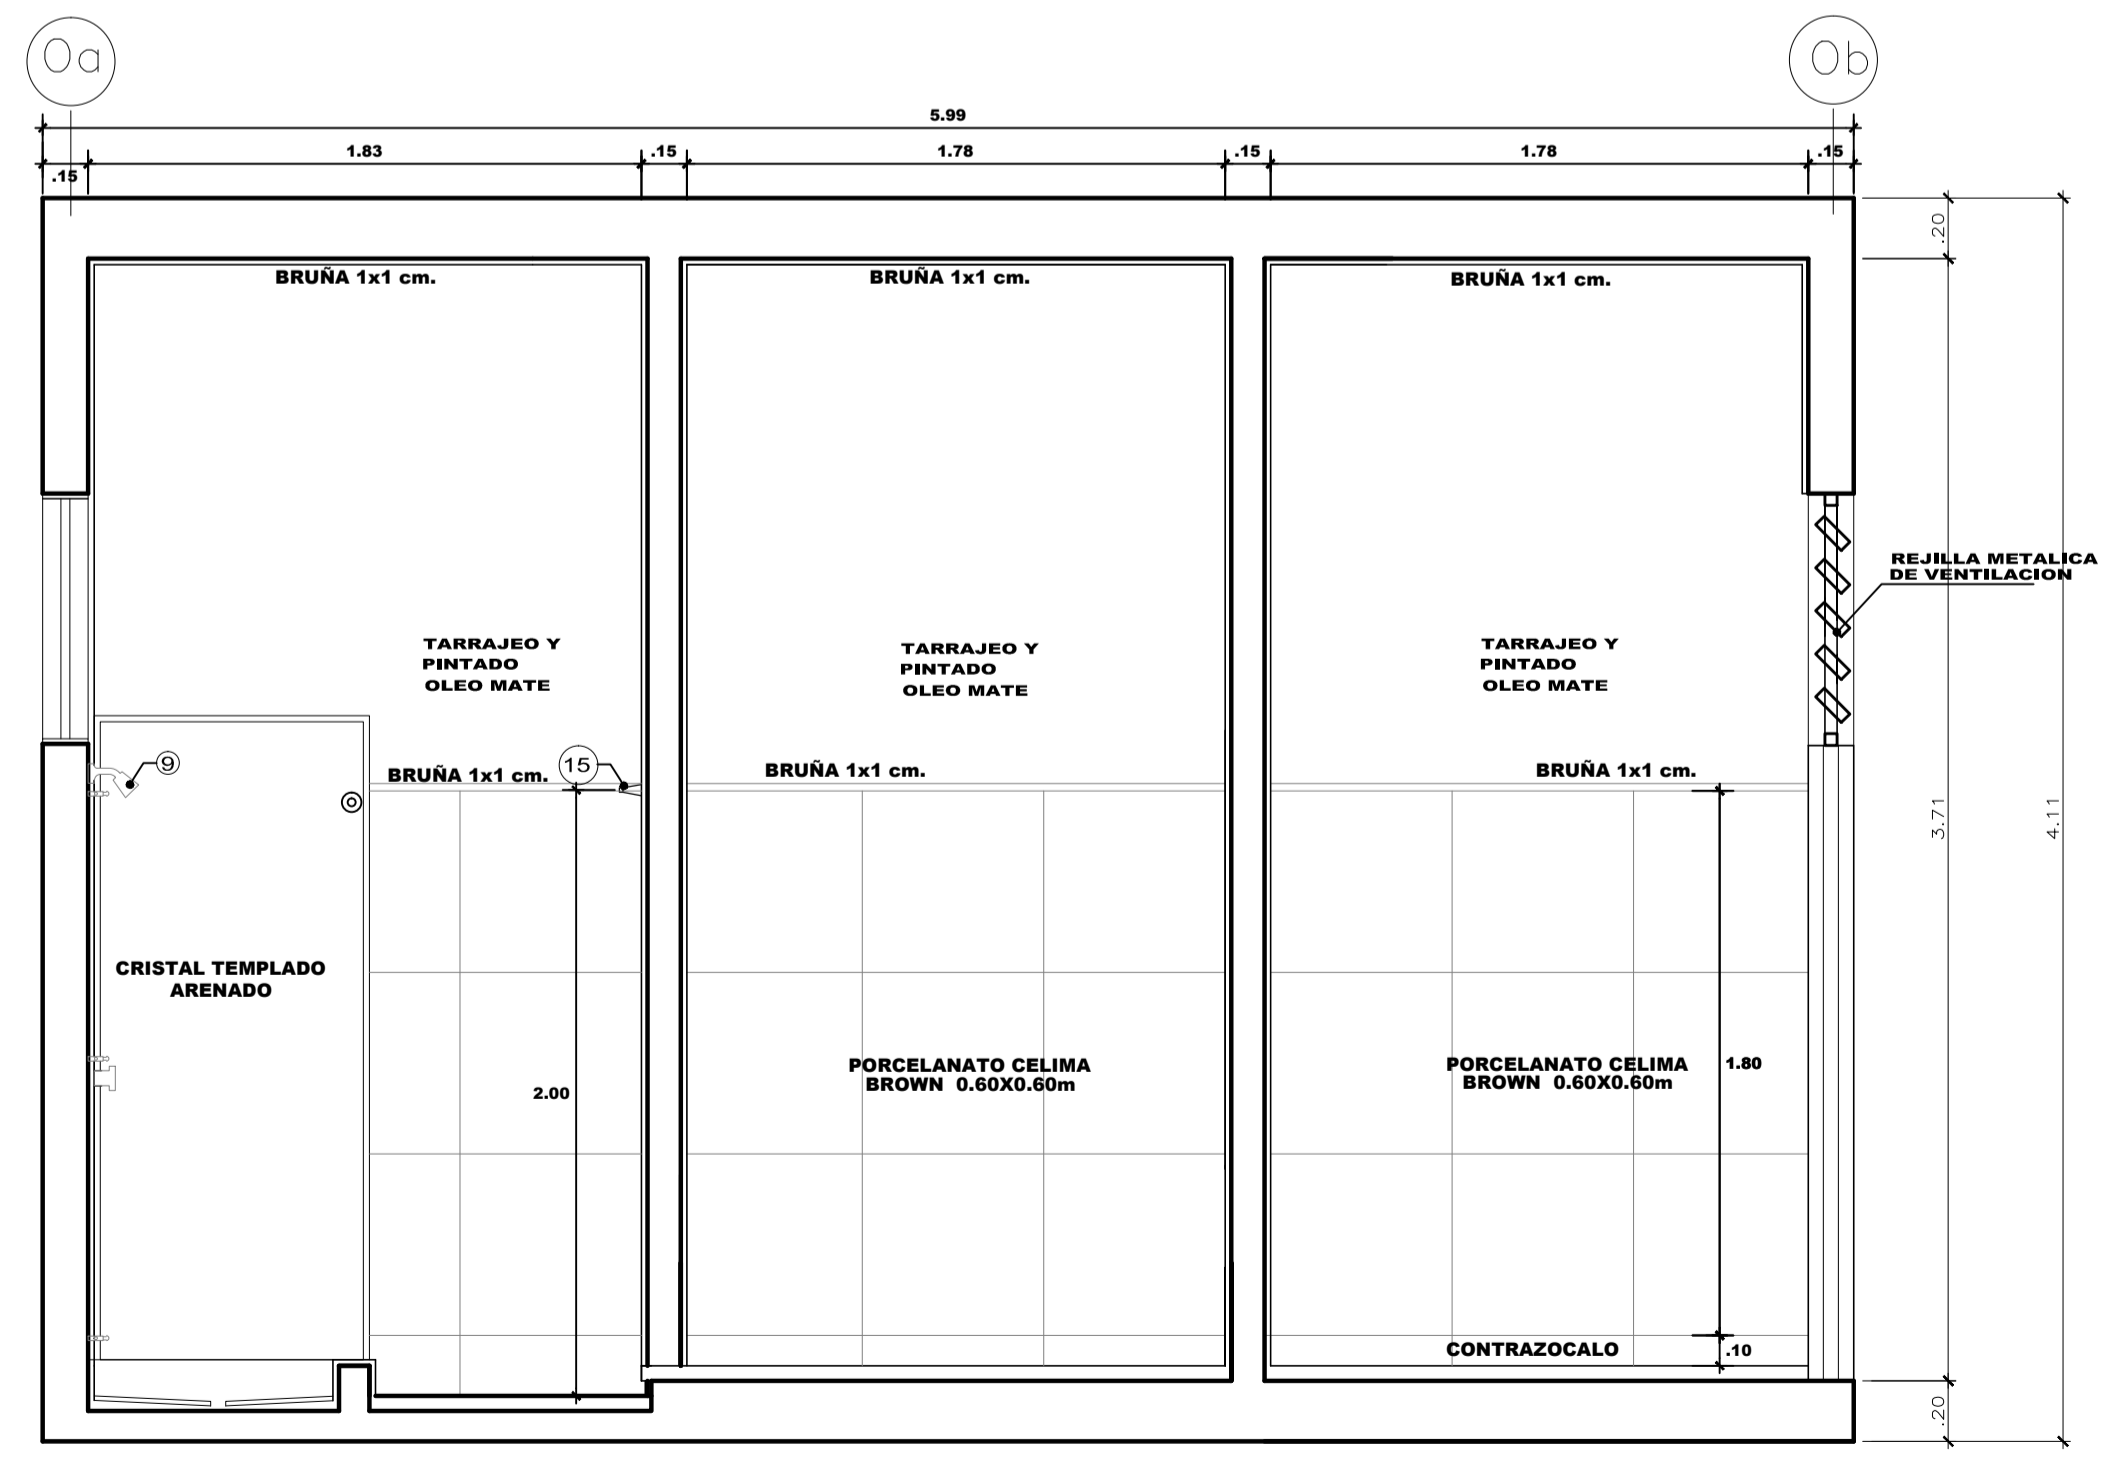 0a
0b
5.99
.15
1.83
.15
1.78
.15
1.78
.15
.20
BRUÑA 1x1 cm.
BRUÑA 1x1 cm.
BRUÑA 1x1 cm.
REJILLA METALICA
DE VENTILACION
TARRAJEO Y
PINTADO
OLEO MATE
TARRAJEO Y
PINTADO
OLEO MATE
TARRAJEO Y
PINTADO
OLEO MATE
9
BRUÑA 1x1 cm.
15
BRUÑA 1x1 cm.
BRUÑA 1x1 cm.
3.71
4.11
CRISTAL TEMPLADO
ARENADO
2.00
PORCELANATO CELIMA
BROWN 0.60X0.60m
PORCELANATO CELIMA
BROWN 0.60X0.60m
1.80
CONTRAZOCALO
.10
.20